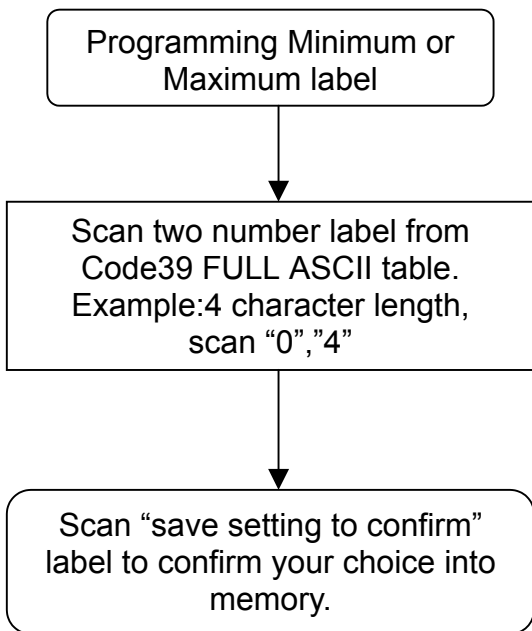 Programming Minimum or
Maximum label
Scan two number label from
Code39 FULL ASCII table.
Example:4 character length,
scan “0”,”4”
Scan “save setting to confirm”
label to confirm your choice into
memory.